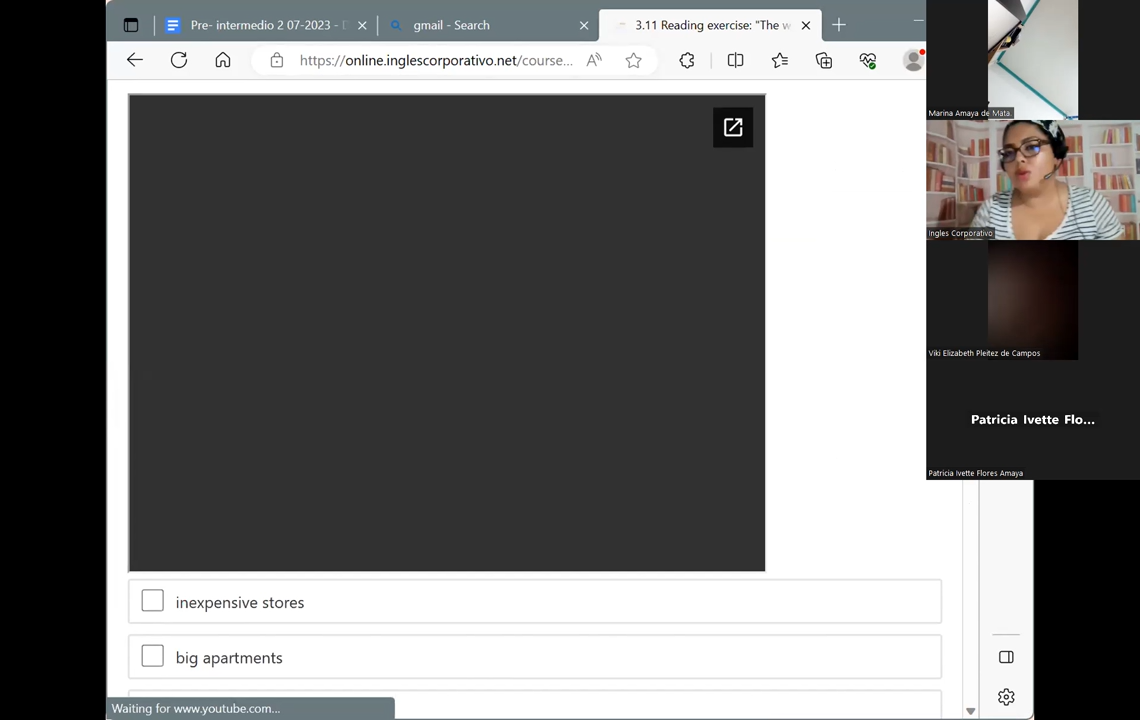 Pre- intermedio 2 07-2023 - D
gmail - Search
3.11 Reading exercise: "The w
https://online.inglescorporativo.net/course...
Marina Amaya de Mata.
Ingles Corporativo
Viki Elizabeth Pleitez de Campos
Patricia Ivette Flo...
Patricia Ivette Flores Amaya
inexpensive stores
big apartments
Waiting for www.youtube.com...